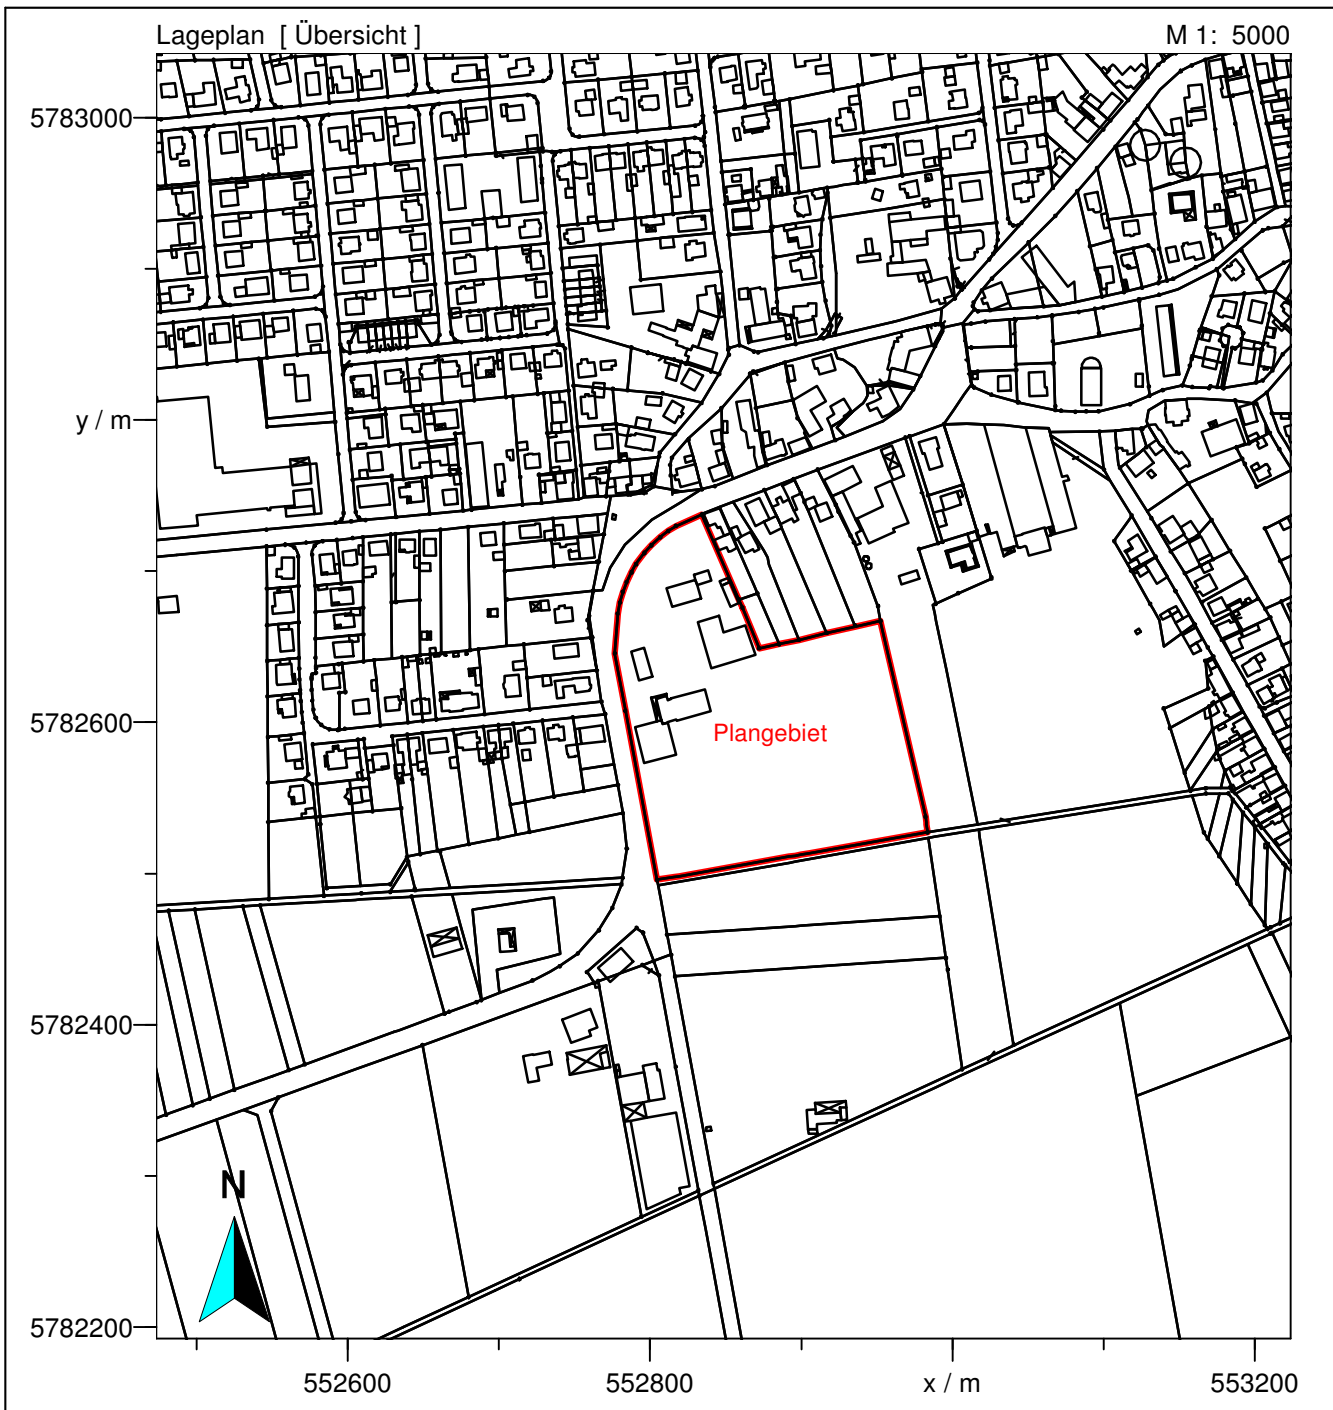 Lageplan [ Übersicht ]
M 1: 5000
5783000
y / m
5782600
Plangebiet
5782400
N
5782200
552600
552800
x / m
553200